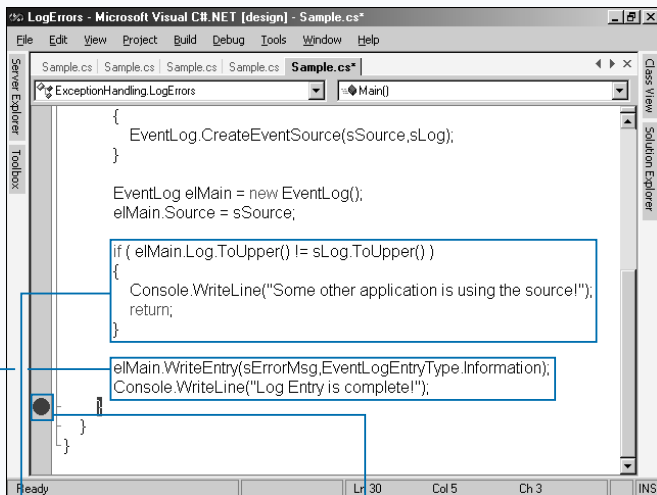 LogErrors - Microsoft Visual C#.NET [design] - Sample.cs*
File Edit View Project Build Debug Tools Window Help
Sample.cs Sample.cs Sample.cs Sample.cs Sample.cs*
ExceptionHandling.LogErrors Main()
Server Explorer
Toolbox
Class View
Solution Explorer
{
EventLog.CreateEventSource(sSource,sLog);
}
EventLog elMain = new EventLog();
elMain.Source = sSource;
if ( elMain.Log.ToUpper() != sLog.ToUpper() )
{
Console.WriteLine("Some other application is using the source!");
return;
}
elMain.WriteEntry(sErrorMsg,EventLogEntryType.Information);
Console.WriteLine("Log Entry is complete!");
}
}
}
Ready Ln 30 Col 5 Ch 3 INS